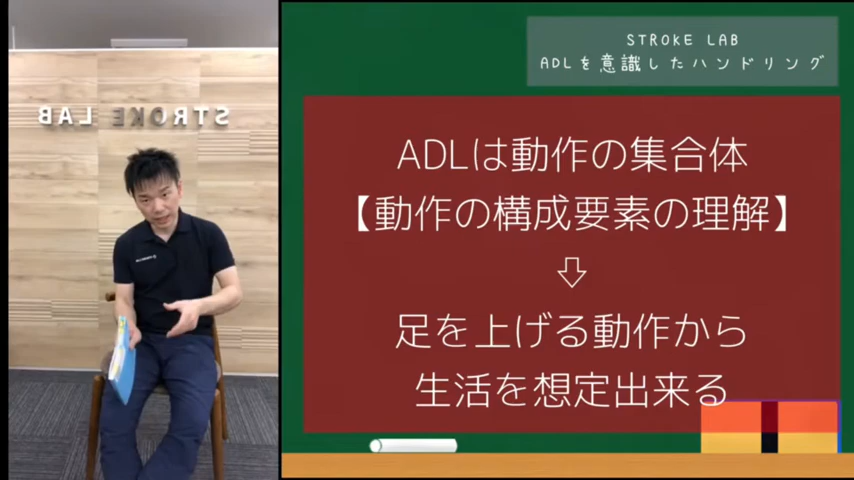 STROKE LAB
STROKE LAB
ADLを意識したハンドリング
ADLは動作の集合体
【動作の構成要素の理解】
⇩
足を上げる動作から
生活を想定出来る